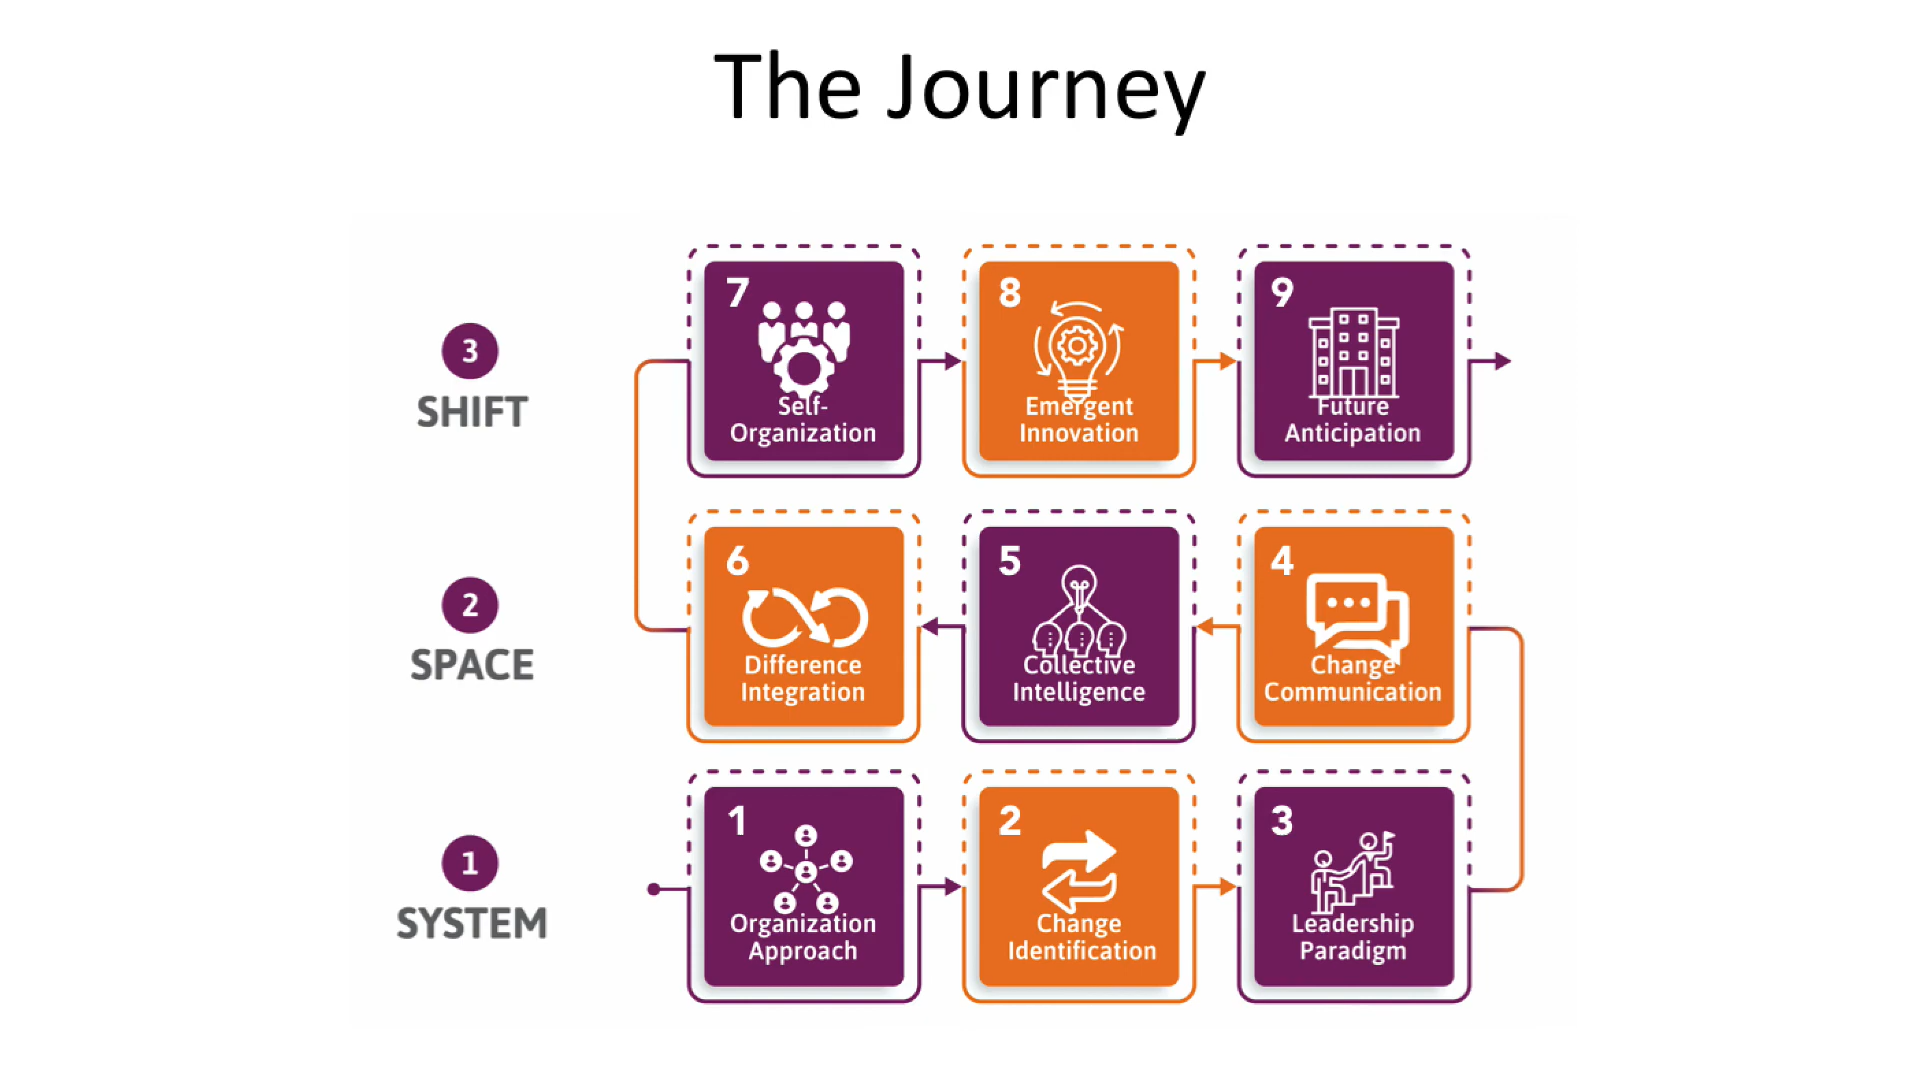 The Journey
3
SHIFT
7
Self-
Organization
8
Emergent
Innovation
9
Future
Anticipation
2
SPACE
6
Difference
Integration
5
Collective
Intelligence
4
Change
Communication
1
SYSTEM
1
Organization
Approach
2
Change
Identification
3
Leadership
Paradigm